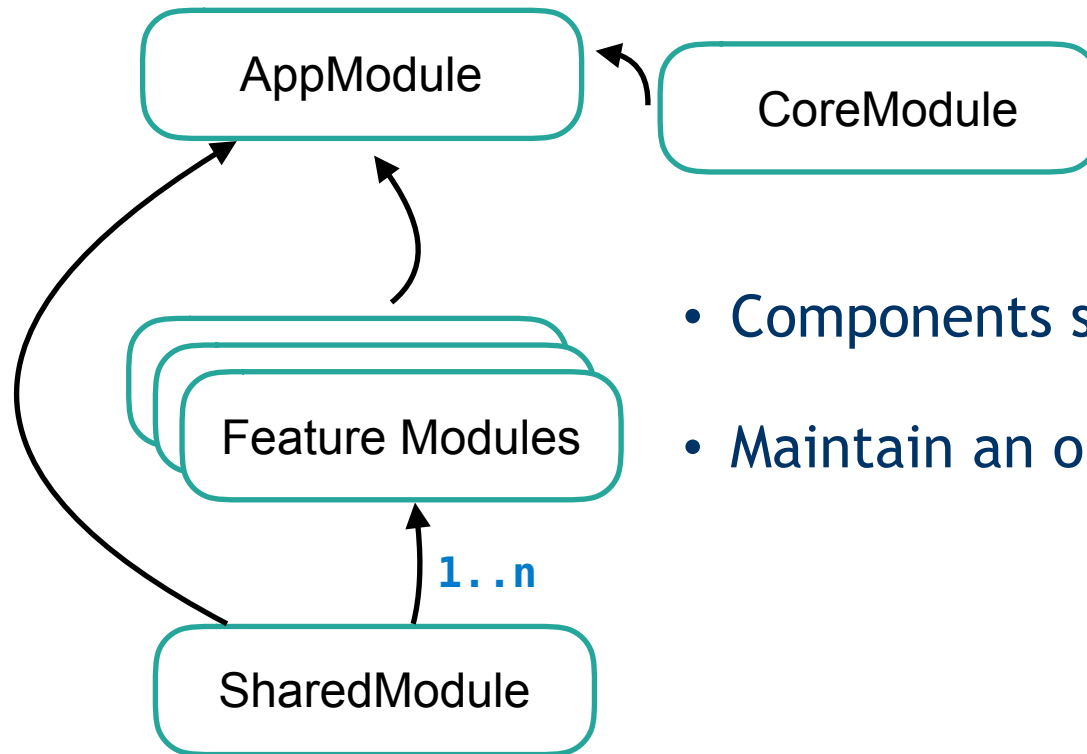 AppModule
CoreModule
• Components
• Maintain an
Feature Modules
1..n
SharedModule